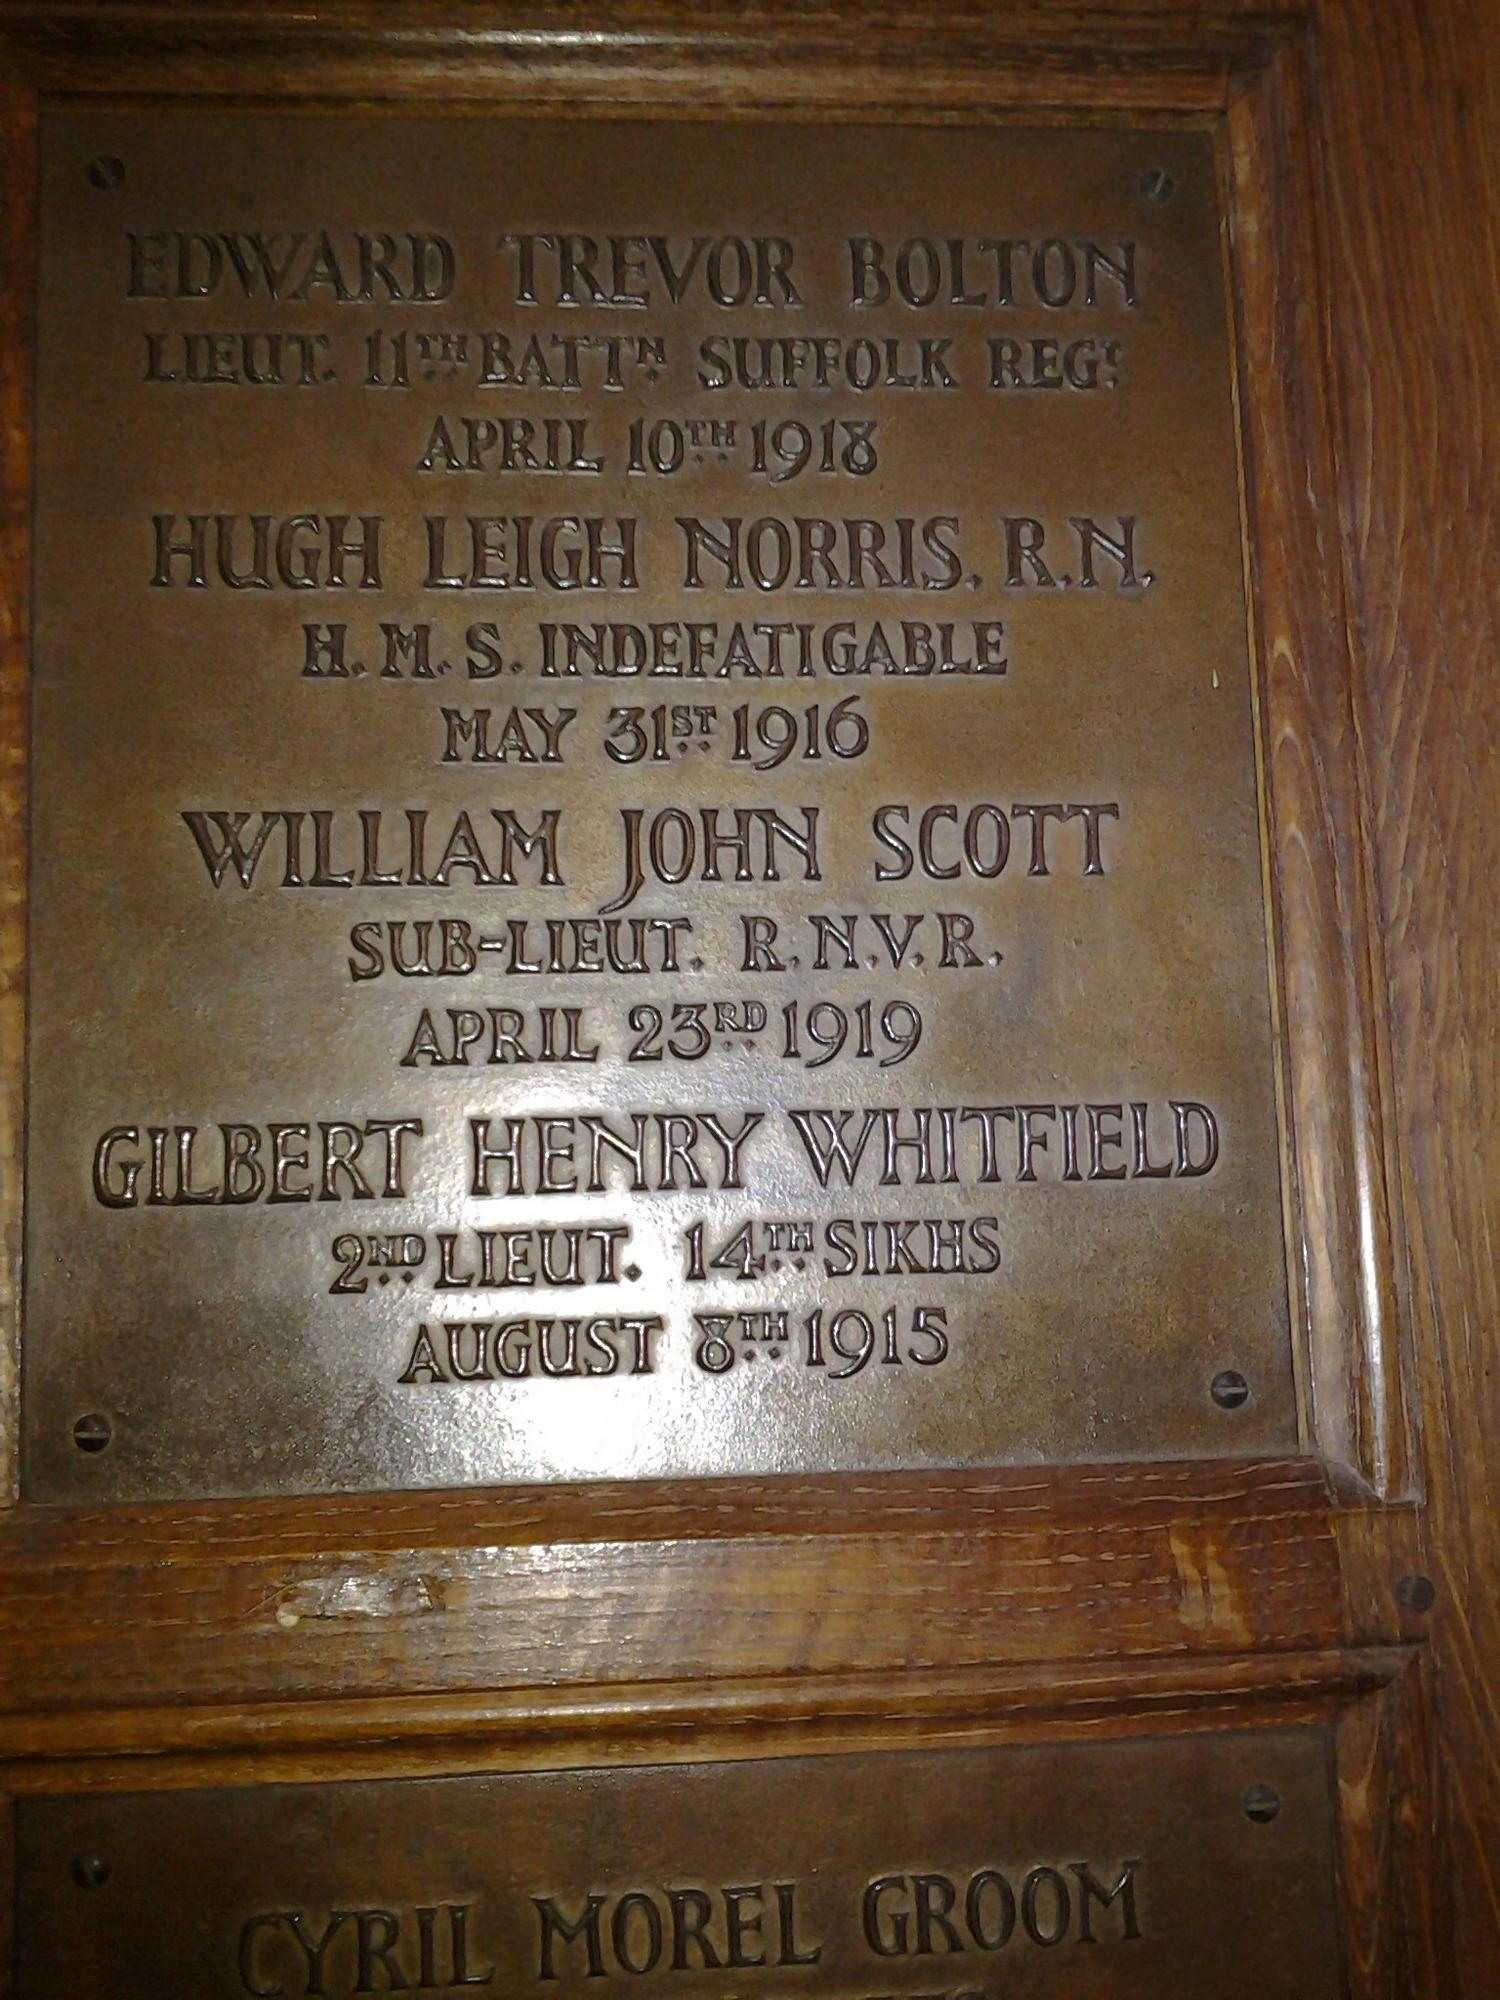 EDWARD TREVOR BOLTON
LIEUT. 11TH BATTN SUFFOLK REGT
APRIL 10TH 1918
HUGH LEIGH NORRIS. R.N.
H.M.S. INDEFATIGABLE
MAY 31ST 1916
WILLIAM JOHN SCOTT
SUB-LIEUT. R.N.V.R.
APRIL 23RD 1919
GILBERT HENRY WHITFIELD
2ND LIEUT. 14TH SIKHS
AUGUST 8TH 1915
CYRIL MOREL GROOM